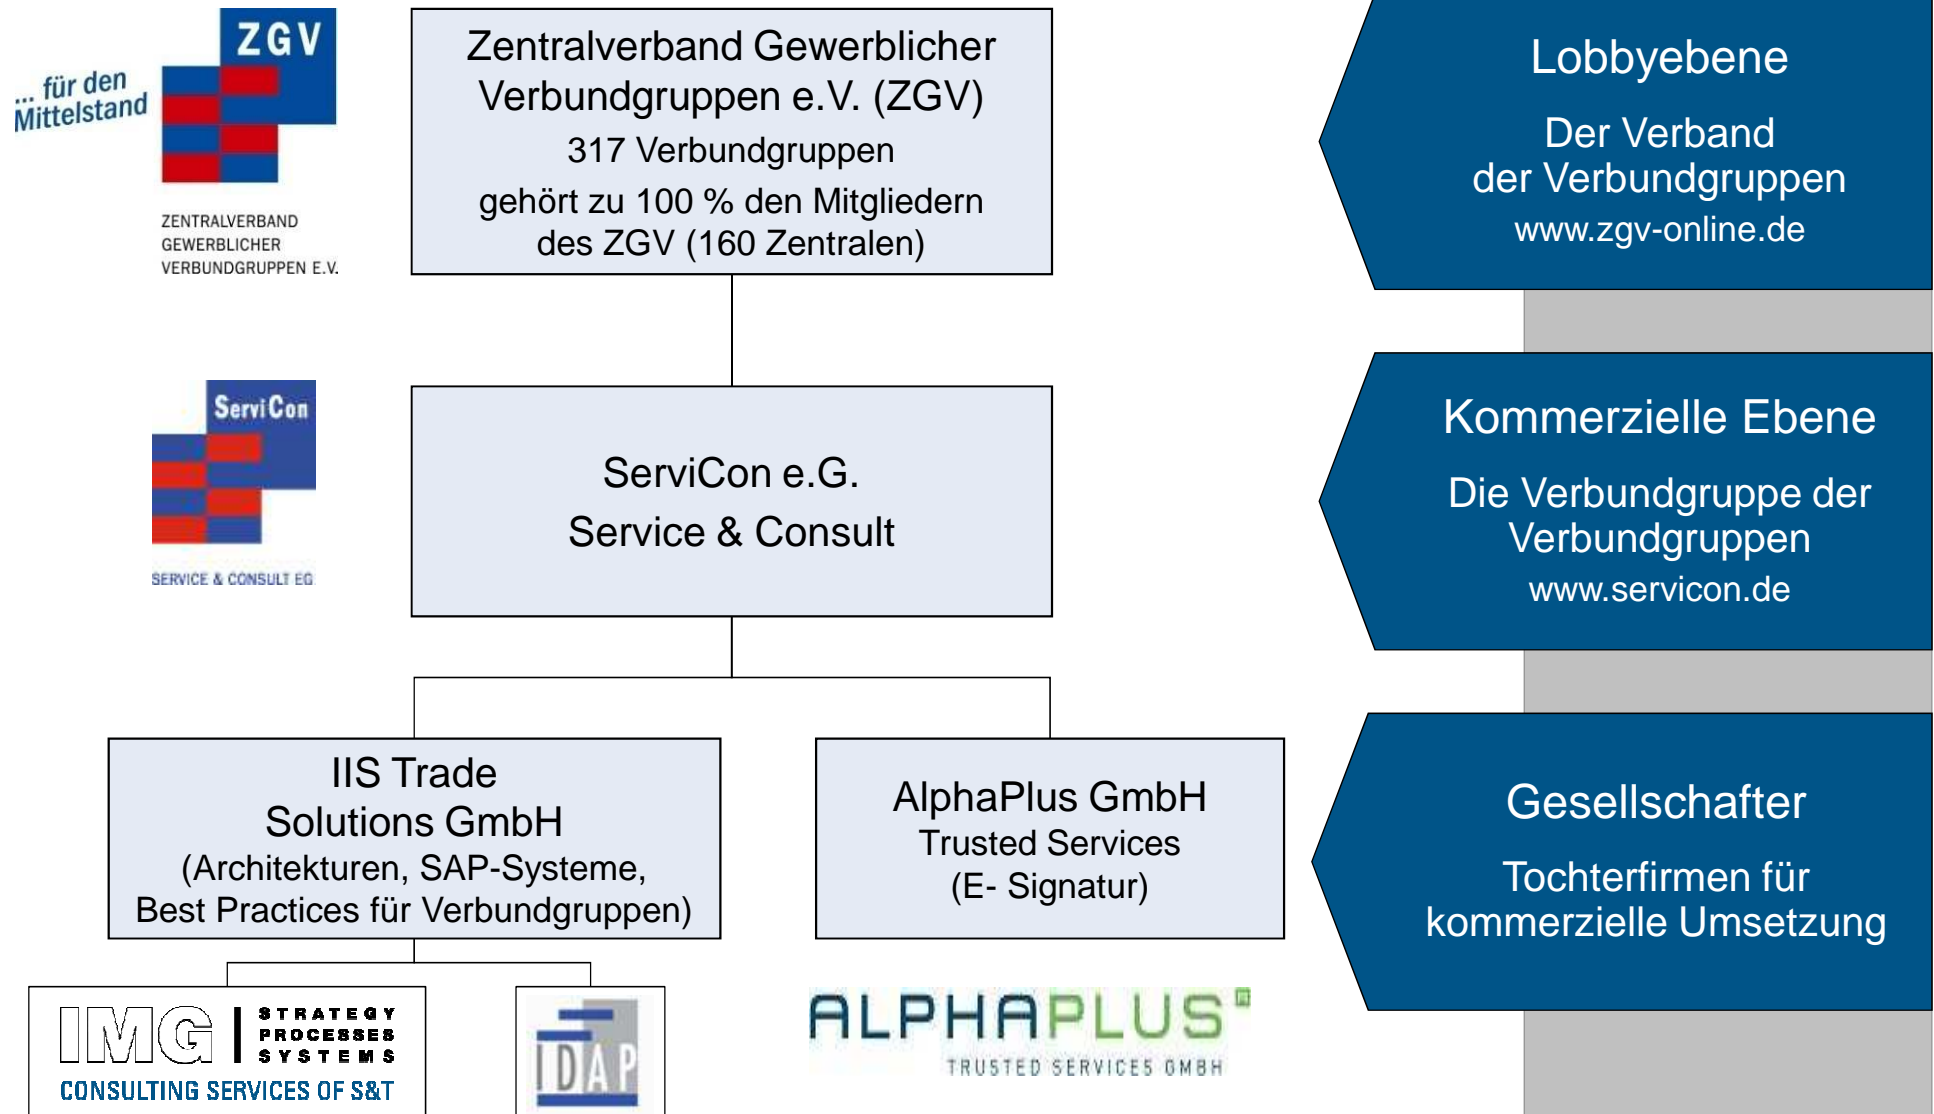 ZGV
... für den
Mittelstand
ZENTRALVERBAND
GEWERBLICHER
VERBUNDGRUPPEN E.V.
Zentralverband Gewerblicher
Verbundgruppen e.V. (ZGV)
317 Verbundgruppen
gehört zu 100 % den Mitgliedern
des ZGV (160 Zentralen)
Lobbyebene
Der Verband
der Verbundgruppen
www.zgv-online.de
ServiCon
SERVICE & CONSULT EG
ServiCon e.G.
Service & Consult
Kommerzielle Ebene
Die Verbundgruppe der
Verbundgruppen
www.servicon.de
IIS Trade
Solutions GmbH
(Architekturen, SAP-Systeme,
Best Practices für Verbundgruppen)
AlphaPlus GmbH
Trusted Services
(E- Signatur)
Gesellschafter
Tochterfirmen für
kommerzielle Umsetzung
IMG
STRATEGY
PROCESSES
SYSTEMS
CONSULTING SERVICES OF S&T
IDAP
ALPHAPLUS
TRUSTED SERVICES GMBH